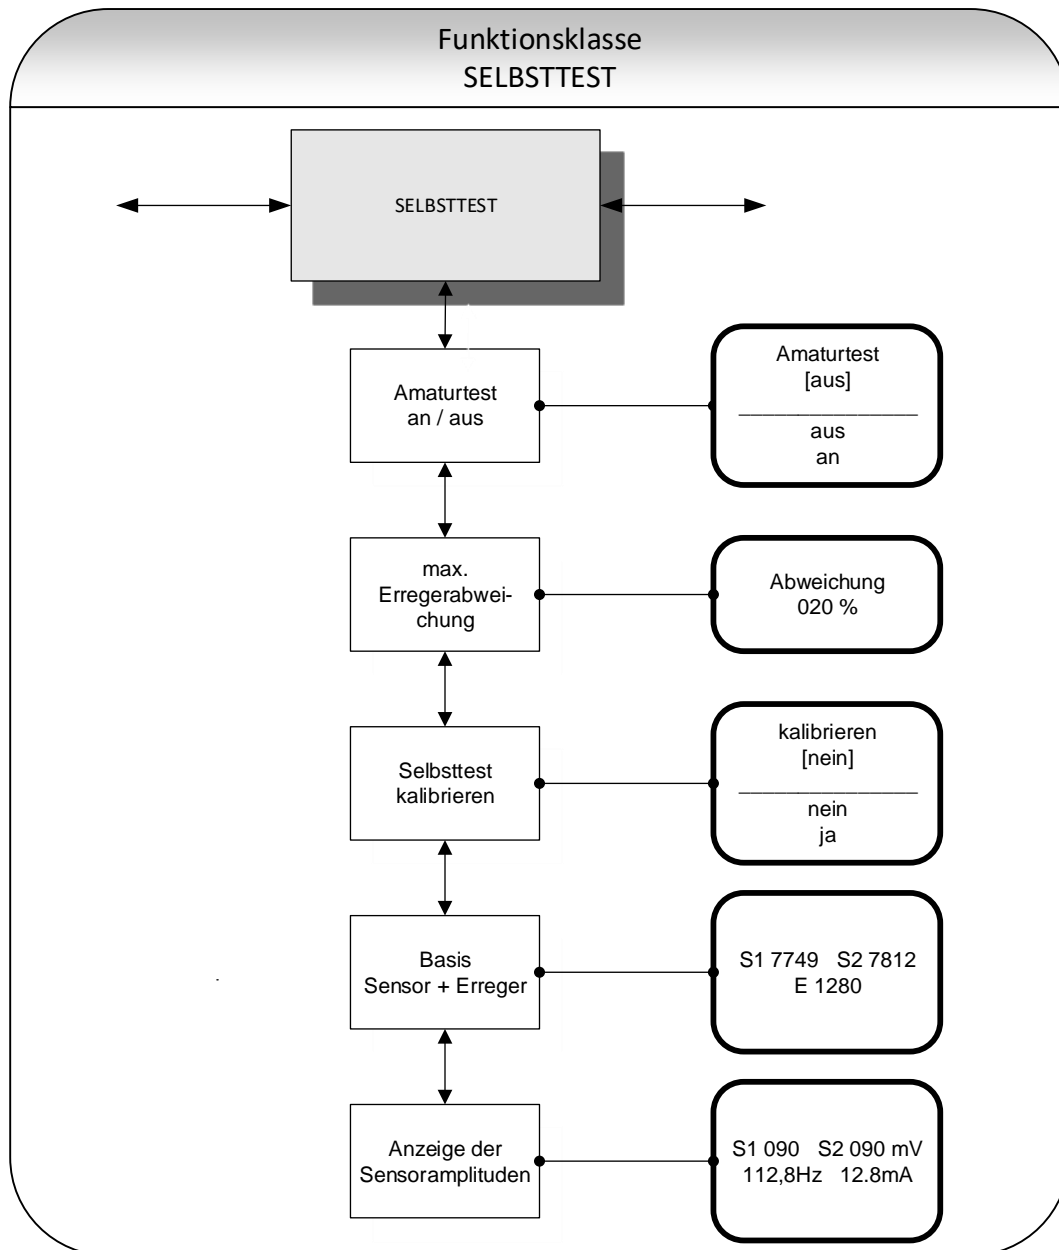 Funktionsklasse
SELBSTTEST
SELBSTTEST
Amaturtest
an / aus
Amaturtest
[aus]
________________
aus
an
max.
Erregerabwei-
chung
Abweichung
020 %
Selbsttest
kalibrieren
kalibrieren
[nein]
________________
nein
ja
Basis
Sensor + Erreger
S1 7749 S2 7812
E 1280
Anzeige der
Sensoramplituden
S1 090 S2 090 mV
112,8Hz 12.8mA